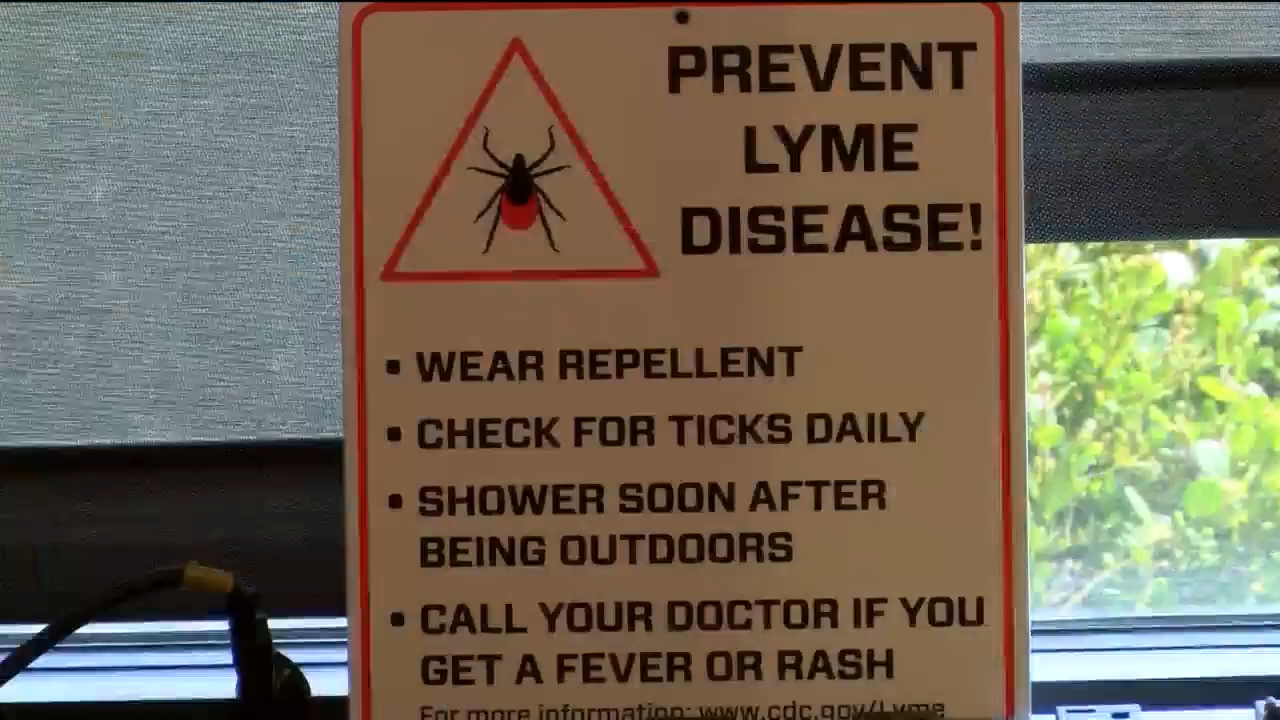 PREVENT
LYME
DISEASE!
• WEAR REPELLENT
• CHECK FOR TICKS DAILY
• SHOWER SOON AFTER
BEING OUTDOORS
• CALL YOUR DOCTOR IF YOU
GET A FEVER OR RASH
For more information: www.cdc.gov/Lyme